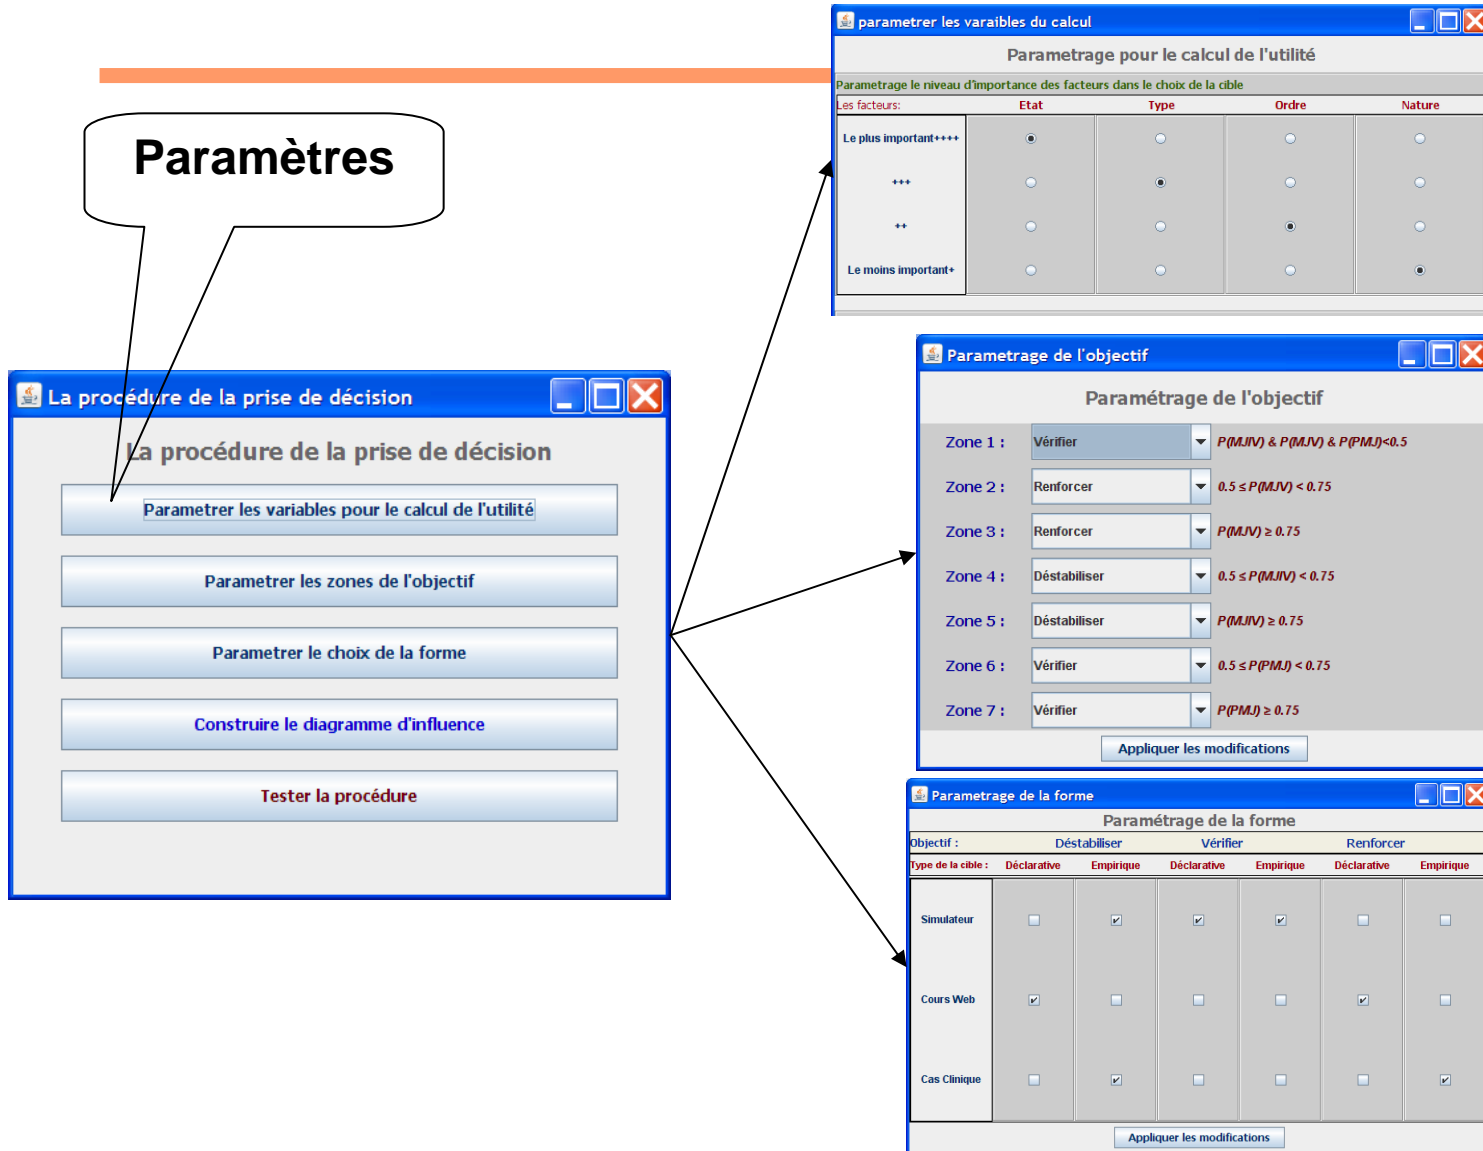 Paramètres
La procédure de la prise de décision
La procédure de la prise de décision
Parametrer les variables pour le calcul de l'utilité
Parametrer les zones de l'objectif
Parametrer le choix de la forme
Construire le diagramme d'influence
Tester la procédure
parametrer les varaibles du calcul
Parametrage pour le calcul de l'utilité
Parametrage le niveau d'importance des facteurs dans le choix de la cible
Les facteurs: Etat Type Ordre Nature
Le plus important++++
+++
++
Le moins important+
Parametrage de l'objectif
Paramétrage de l'objectif
Zone 1 : Vérifier P(MJIV) & P(MJV) & P(PMJ)<0.5
Zone 2 : Renforcer 0.5 ≤ P(MJV) < 0.75
Zone 3 : Renforcer P(MJV) ≥ 0.75
Zone 4 : Déstabiliser 0.5 ≤ P(MJIV) < 0.75
Zone 5 : Déstabiliser P(MJIV) ≥ 0.75
Zone 6 : Vérifier 0.5 ≤ P(PMJ) < 0.75
Zone 7 : Vérifier P(PMJ) ≥ 0.75
Appliquer les modifications
Parametrage de la forme
Paramétrage de la forme
Objectif : Déstabiliser Vérifier Renforcer
Type de la cible : Déclarative Empirique Déclarative Empirique Déclarative Empirique
Simulateur
Cours Web
Cas Clinique
Appliquer les modifications